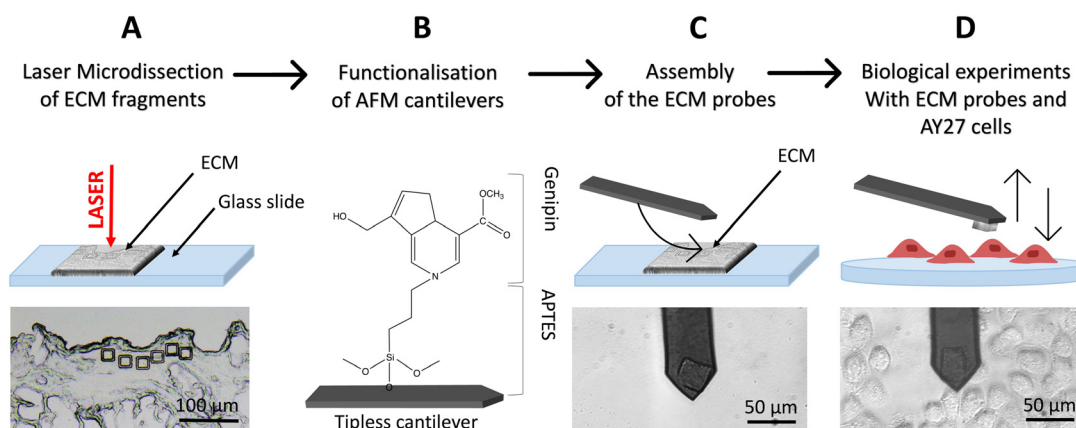 A
B
C
D
Laser Microdissection
of ECM fragments
Functionalisation
of AFM cantilevers
Assembly
of the ECM probes
Biological experiments
With ECM probes and
AY27 cells
LASER
ECM
Glass slide
100 µm
OCH3
HO
C
O
N
Si
O
O
O
Genipin
APTES
Tipless cantilever
ECM
50 µm
50 µm